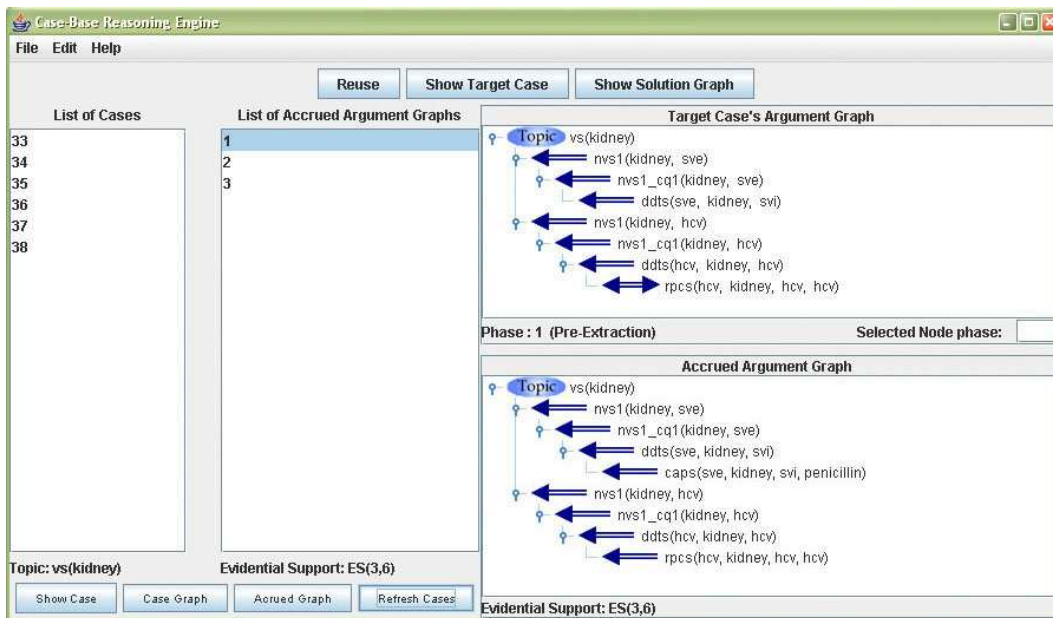 Case-Base Reasoning Engine
File Edit Help
Reuse Show Target Case Show Solution Graph
List of Cases
33
34
35
36
37
38
Topic: vs(kidney)
List of Accrued Argument Graphs
1
2
3
Evidential Support: ES(3,6)
Show Case Case Graph Acrued Graph Refresh Cases
Target Case's Argument Graph
Topic vs(kidney)
nvs1(kidney, sve)
nvs1_cq1(kidney, sve)
ddts(sve, kidney, svi)
nvs1(kidney, hcv)
nvs1_cq1(kidney, hcv)
ddts(hcv, kidney, hcv)
rpcs(hcv, kidney, hcv, hcv)
Phase : 1 (Pre-Extraction) Selected Node phase:
Accrued Argument Graph
Topic vs(kidney)
nvs1(kidney, sve)
nvs1_cq1(kidney, sve)
ddts(sve, kidney, svi)
caps(sve, kidney, svi, penicillin)
nvs1(kidney, hcv)
nvs1_cq1(kidney, hcv)
ddts(hcv, kidney, hcv)
rpcs(hcv, kidney, hcv, hcv)
Evidential Support: ES(3,6)